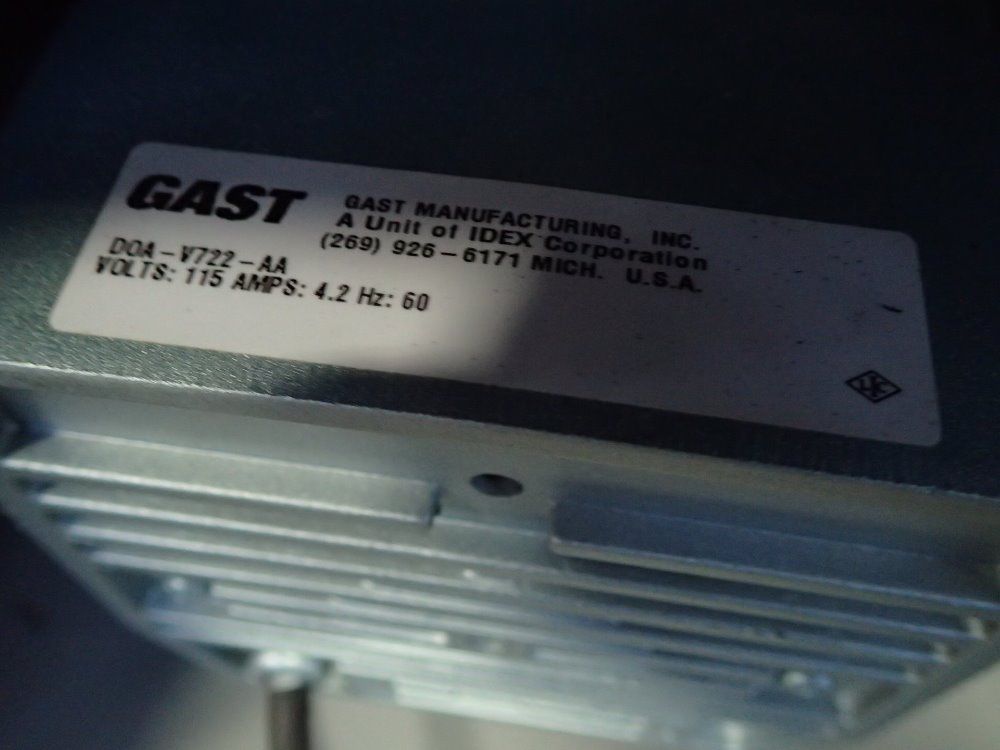 GAST
GAST MANUFACTURING, INC.
A Unit of IDEX Corporation
(269) 926-6171 MICH. U.S.A.
DOA-V722-AA
VOLTS: 115 AMPS: 4.2 Hz: 60